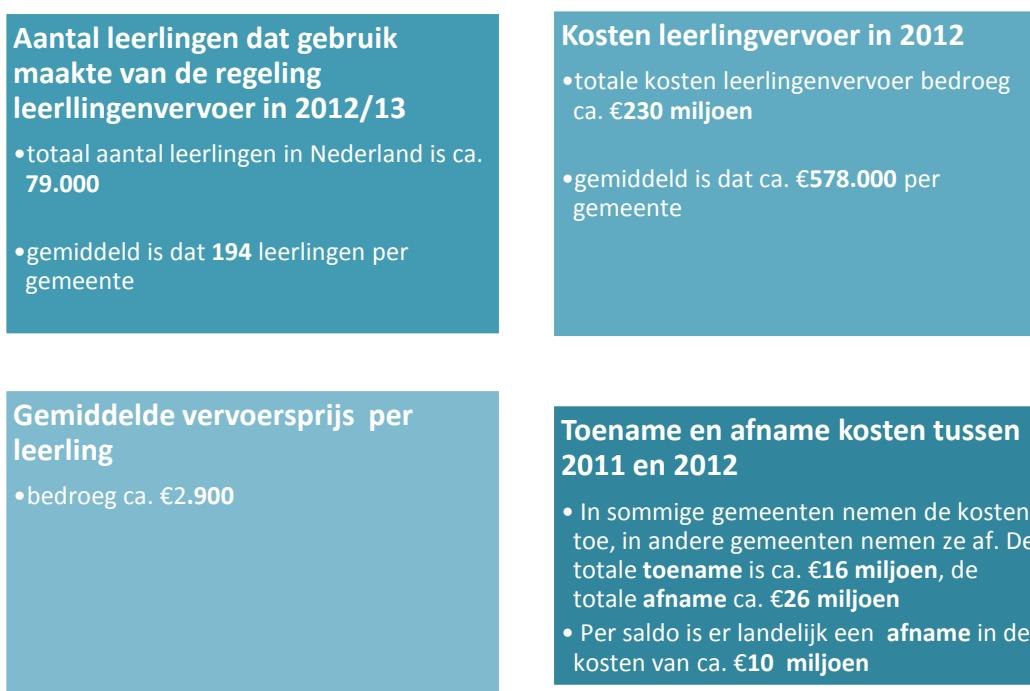 Aantal leerlingen dat gebruik
maakte van de regeling
leerllingenvervoer in 2012/13
•totaal aantal leerlingen in Nederland is ca.
79.000
•gemiddeld is dat 194 leerlingen per
gemeente
Kosten leerlingvervoer in 2012
•totale kosten leerlingenvervoer bedroeg
ca. €230 miljoen
•gemiddeld is dat ca. €578.000 per
gemeente
Gemiddelde vervoersprijs per
leerling
•bedroeg ca. €2.900
Toename en afname kosten tussen
2011 en 2012
• In sommige gemeenten nemen de kosten
toe, in andere gemeenten nemen ze af. De
totale toename is ca. €16 miljoen, de
totale afname ca. €26 miljoen
• Per saldo is er landelijk een afname in de
kosten van ca. €10 miljoen